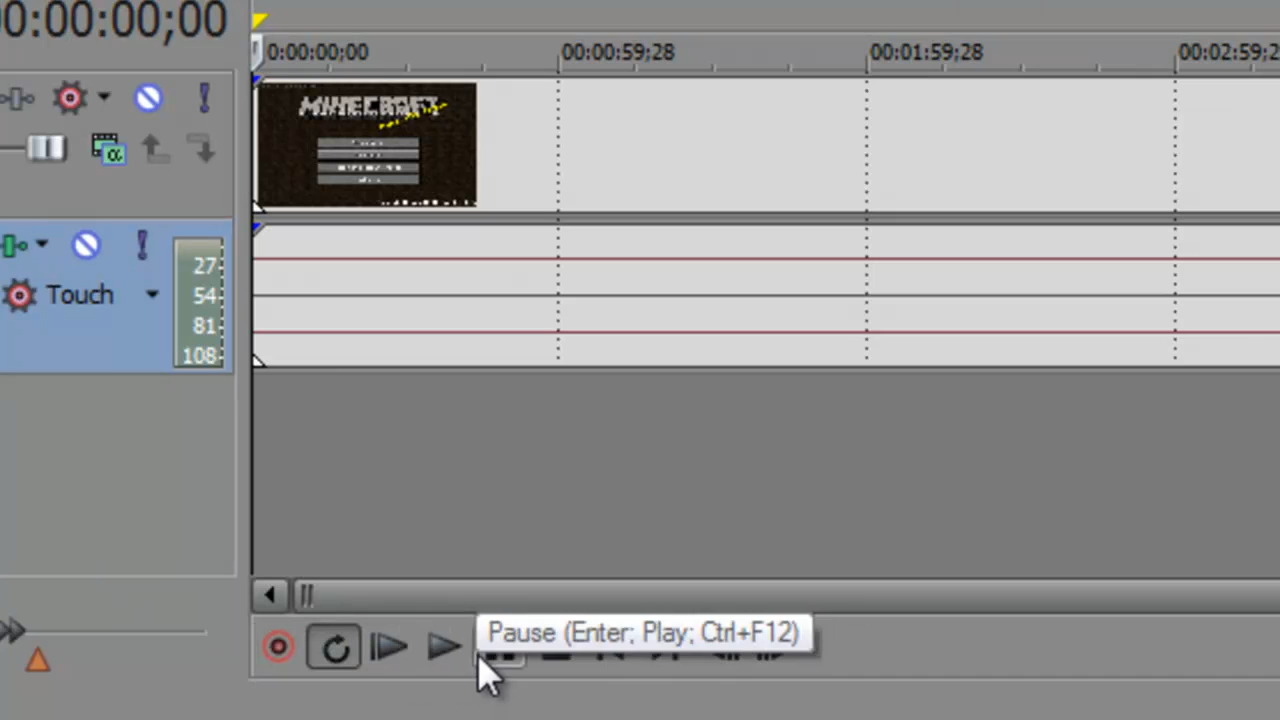 00:00:00;00
0:00:00;00 00:00:59;28 00:01:59;28 00:02:59;2
MINECRAFT
27
Touch
54
81
108
Pause (Enter; Play; Ctrl+F12)